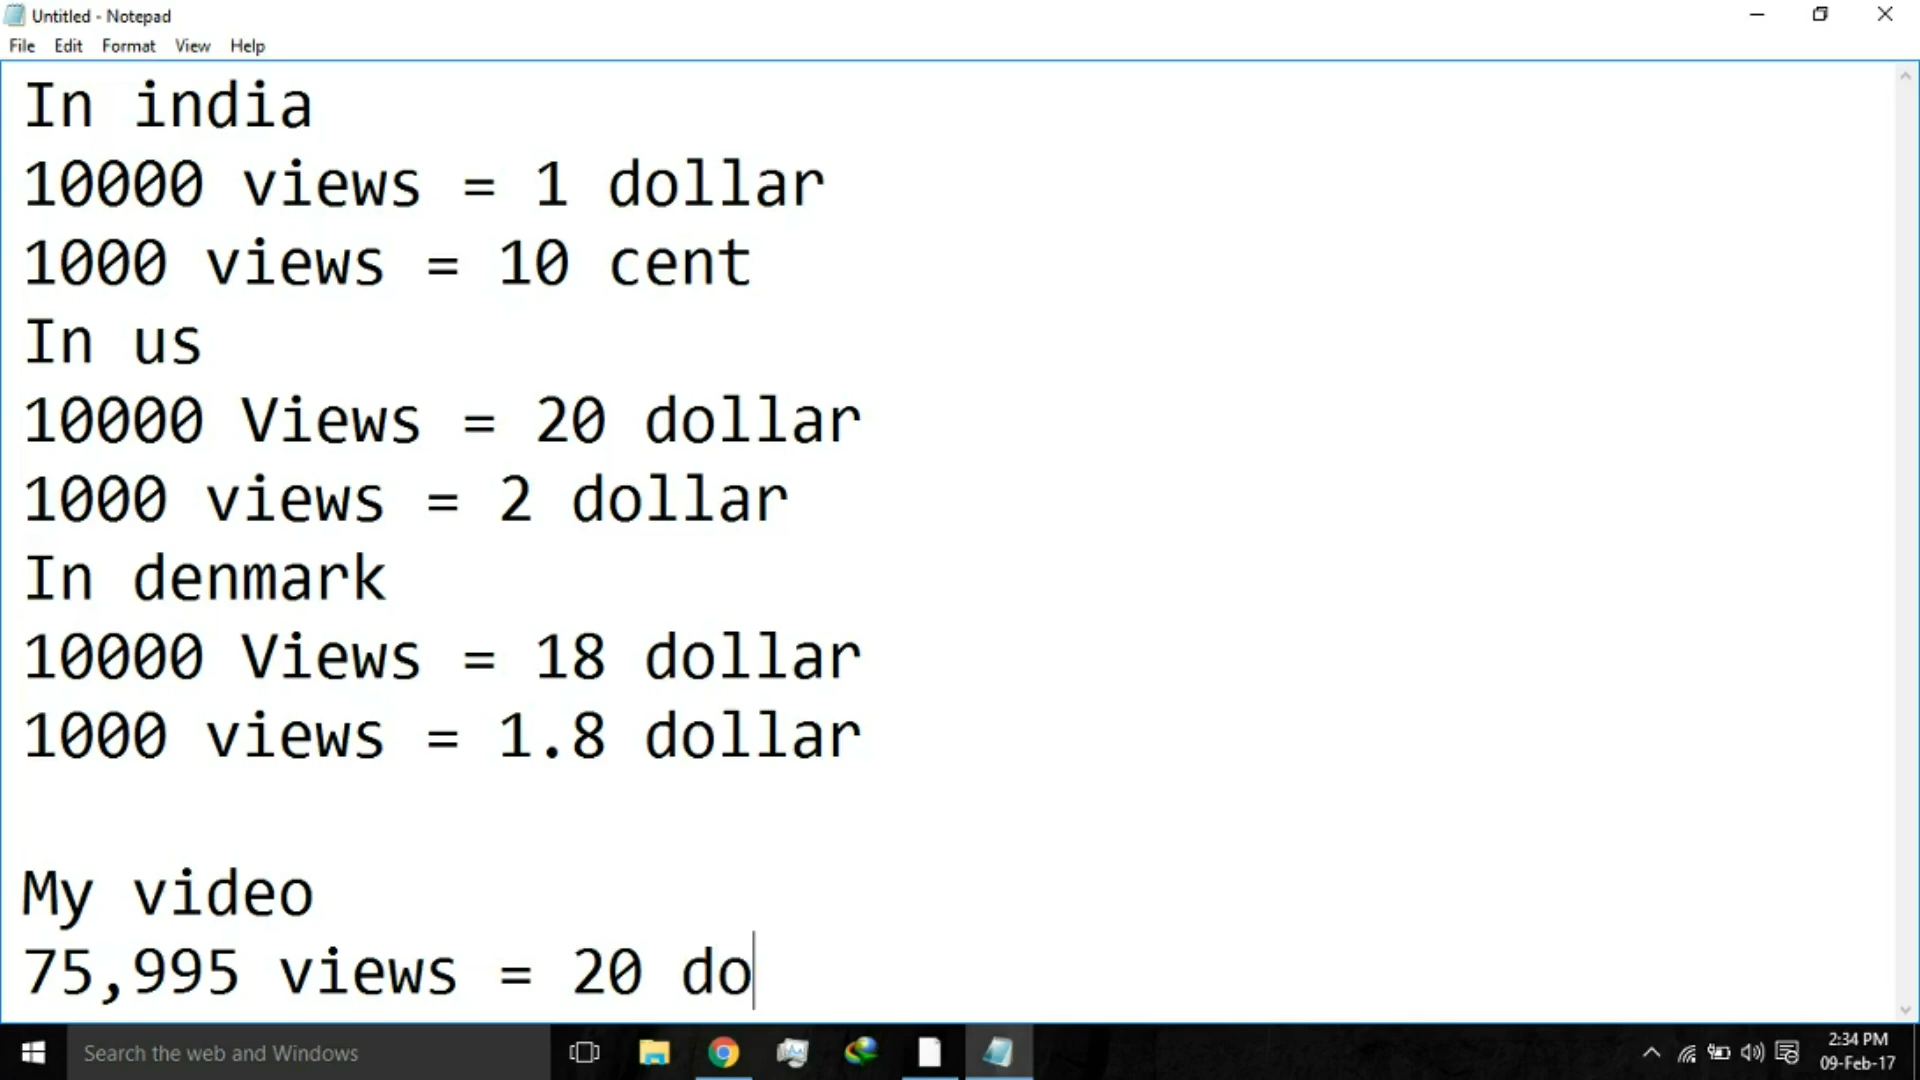 Untitled - Notepad
File Edit Format View Help
In india
10000 views = 1 dollar
1000 views = 10 cent
In us
10000 Views = 20 dollar
1000 views = 2 dollar
In denmark
10000 Views = 18 dollar
1000 views = 1.8 dollar
My video
75,995 views = 20 do
Search the web and Windows
2:34 PM
09-Feb-17